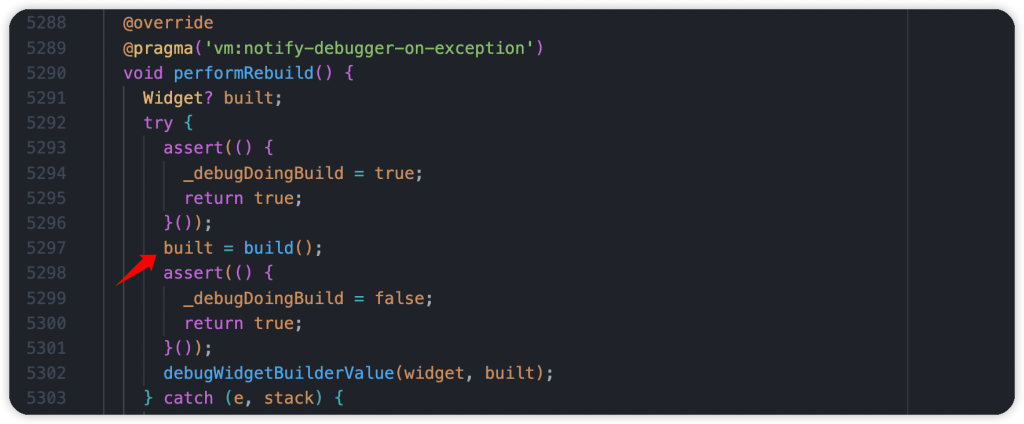 5288 @override
5289 @pragma('vm:notify-debugger-on-exception')
5290 void performRebuild() {
5291 Widget? built;
5292 try {
5293 assert(() {
5294 _debugDoingBuild = true;
5295 return true;
5296 }());
5297 built = build();
5298 assert(() {
5299 _debugDoingBuild = false;
5300 return true;
5301 }());
5302 debugWidgetBuilderValue(widget, built);
5303 } catch (e, stack) {